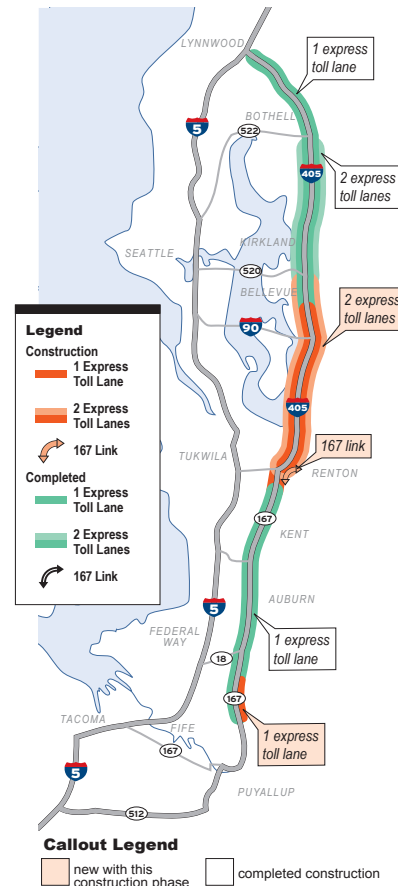 LYNNWOOD
1 express
toll lane
5
BOTHELL
522
405
2 express
toll lanes
KIRKLAND
SEATTLE
520
BELLEVUE
2 express
toll lanes
90
Legend
Construction
1 Express
Toll Lane
2 Express
Toll Lanes
167 Link
Completed
1 Express
Toll Lane
2 Express
Toll Lanes
167 Link
405
167 link
TUKWILA
RENTON
167
KENT
5
AUBURN
FEDERAL
WAY
1 express
toll lane
18
167
TACOMA
FIFE
167
1 express
toll lane
5
PUYALLUP
512
Callout Legend
new with this
construction phase
completed construction